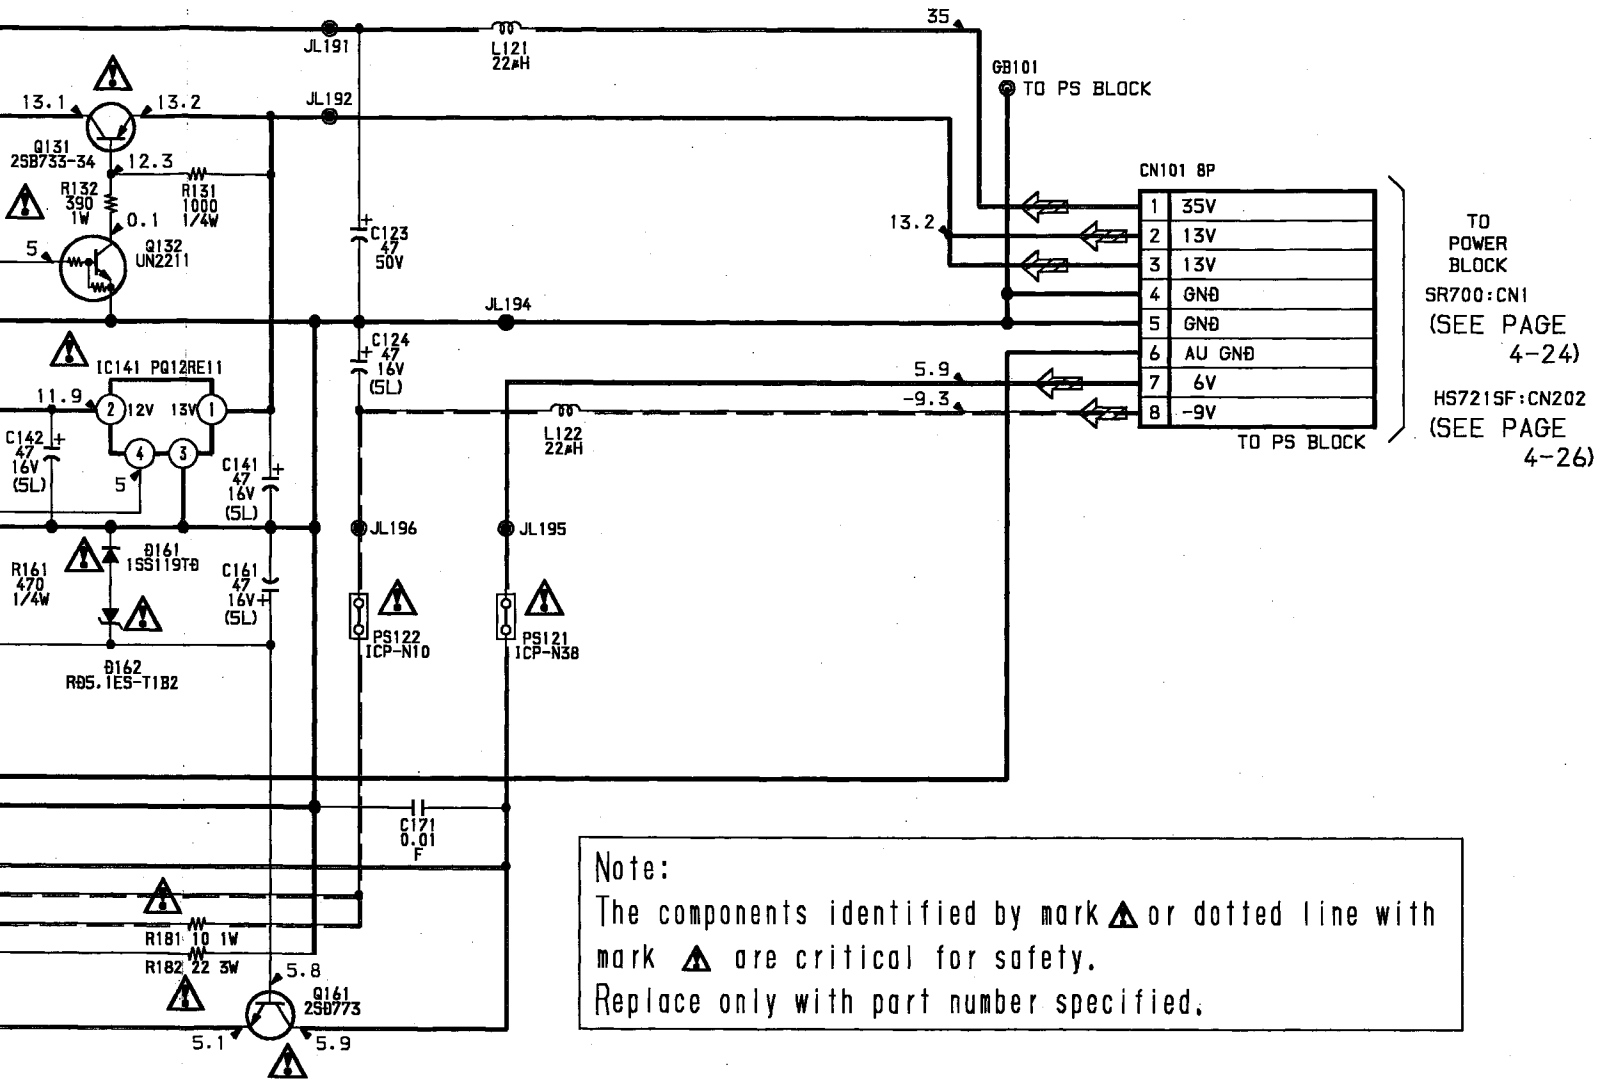 35
JL191
L121
22μH
GB101
TO PS BLOCK
13.1
13.2
JL192
Q131
2SB733-34
12.3
R132
390
1W
R131
1000
1/4W
0.1
5
Q132
UN2211
C123
47
50V
13.2
CN101 8P
1 35V
2 13V
3 13V
4 GND
5 GND
6 AU GND
7 6V
8 -9V
TO PS BLOCK
TO
POWER
BLOCK
SR700:CN1
(SEE PAGE
4-24)
HS721SF:CN202
(SEE PAGE
4-26)
JL194
C124
47
16V
(5L)
IC141 PQ12RE11
11.9
2 12V 13V 1
4 3
5
C142
47
16V
(5L)
C141
47
16V
(5L)
5.9
-9.3
L122
22μH
JL196
JL195
D161
1SS119TD
R161
470
1/4W
C161
47
16V
(5L)
D162
RD5.1ES-T1B2
PS122
ICP-N10
PS121
ICP-N38
C171
0.01
F
R181 10 1W
R182 22 3W
5.8
Q161
2SD773
5.1
5.9
Note:
The components identified by mark ⚠ or dotted line with
mark ⚠ are critical for safety.
Replace only with part number specified.